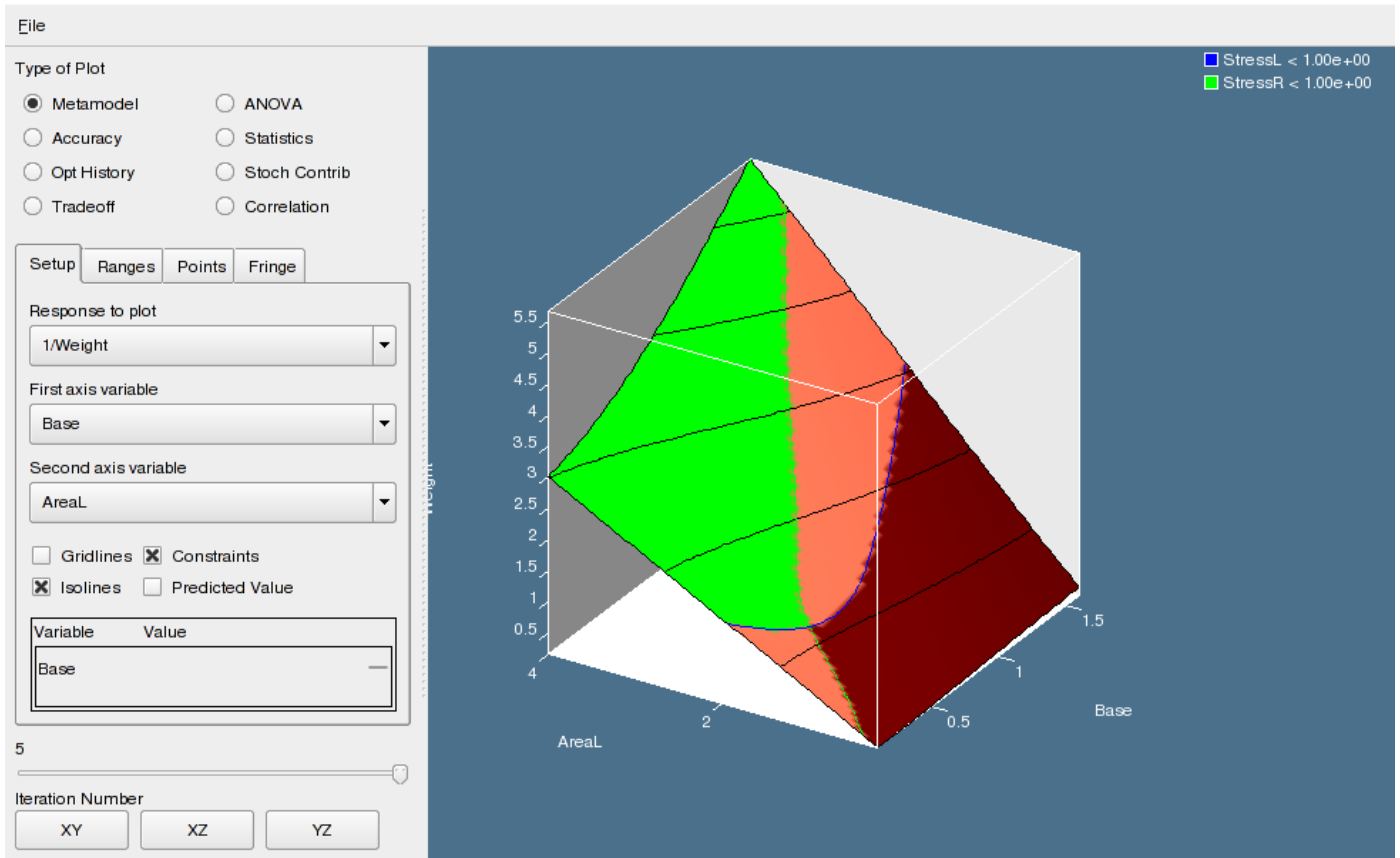 File
Type of Plot
Metamodel
ANOVA
Accuracy
Statistics
Opt History
Stoch Contrib
Tradeoff
Correlation
Setup
Ranges
Points
Fringe
Response to plot
1/Weight
First axis variable
Base
Second axis variable
AreaL
Gridlines
Constraints
Isolines
Predicted Value
Variable Value
Base
5
Iteration Number
XY
XZ
YZ
StressL < 1.00e+00
StressR < 1.00e+00
5.5
5
4.5
4
3.5
3
2.5
2
1.5
1
0.5
4
2
AreaL
0.5
1
1.5
Base